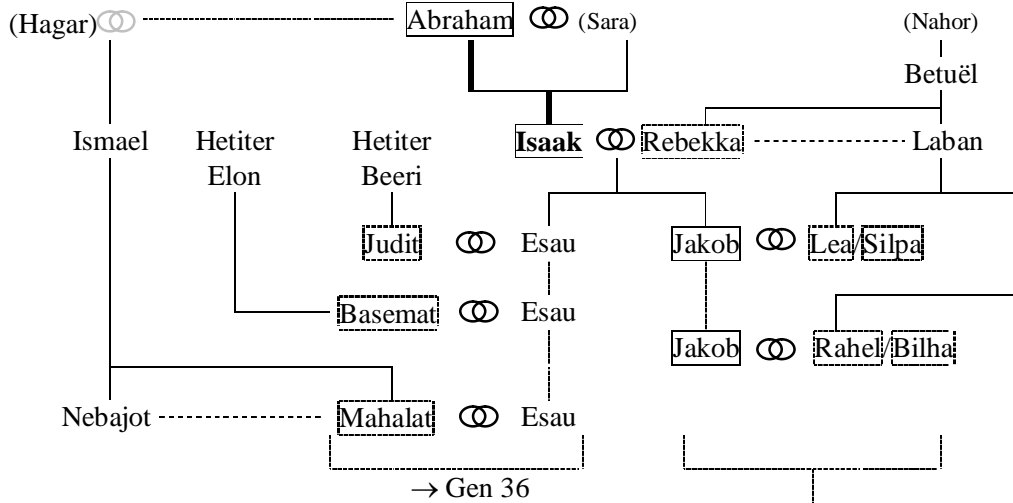 (Hagar) Abraham (Sara) (Nahor)
Betuël
Ismael Hetiter Hetiter Isaak Rebekka Laban
Elon Beeri
Judit Esau Jakob Lea/Silpa
Basemat Esau
Jakob Rahel/Bilha
Nebajot Mahalat Esau
→ Gen 36